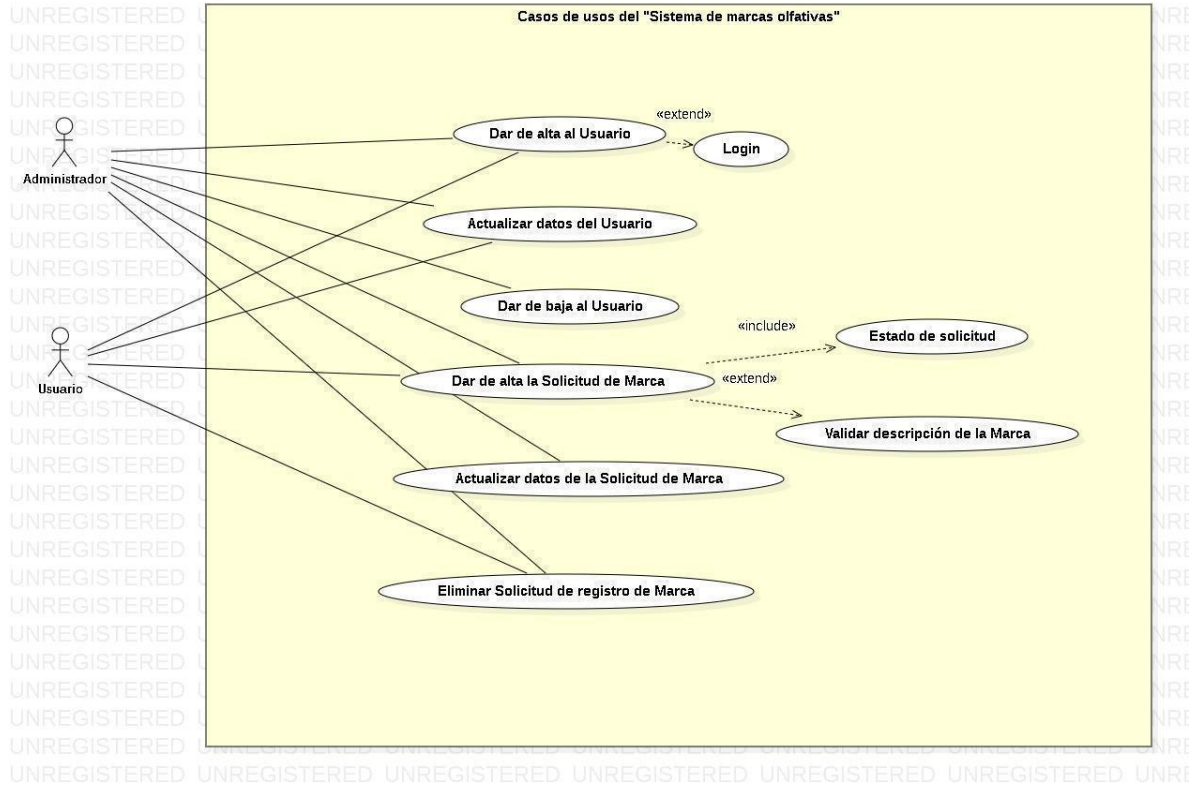 Casos de usos del "Sistema de marcas olfativas"
«extend»
Dar de alta al Usuario
Login
Administrador
Actualizar datos del Usuario
Dar de baja al Usuario
«include»
Estado de solicitud
Usuario
Dar de alta la Solicitud de Marca
«extend»
Validar descripción de la Marca
Actualizar datos de la Solicitud de Marca
Eliminar Solicitud de registro de Marca
UNREGISTERED UNREGISTERED UNREGISTERED UNREGISTERED UNREGISTERED UNREGISTERED